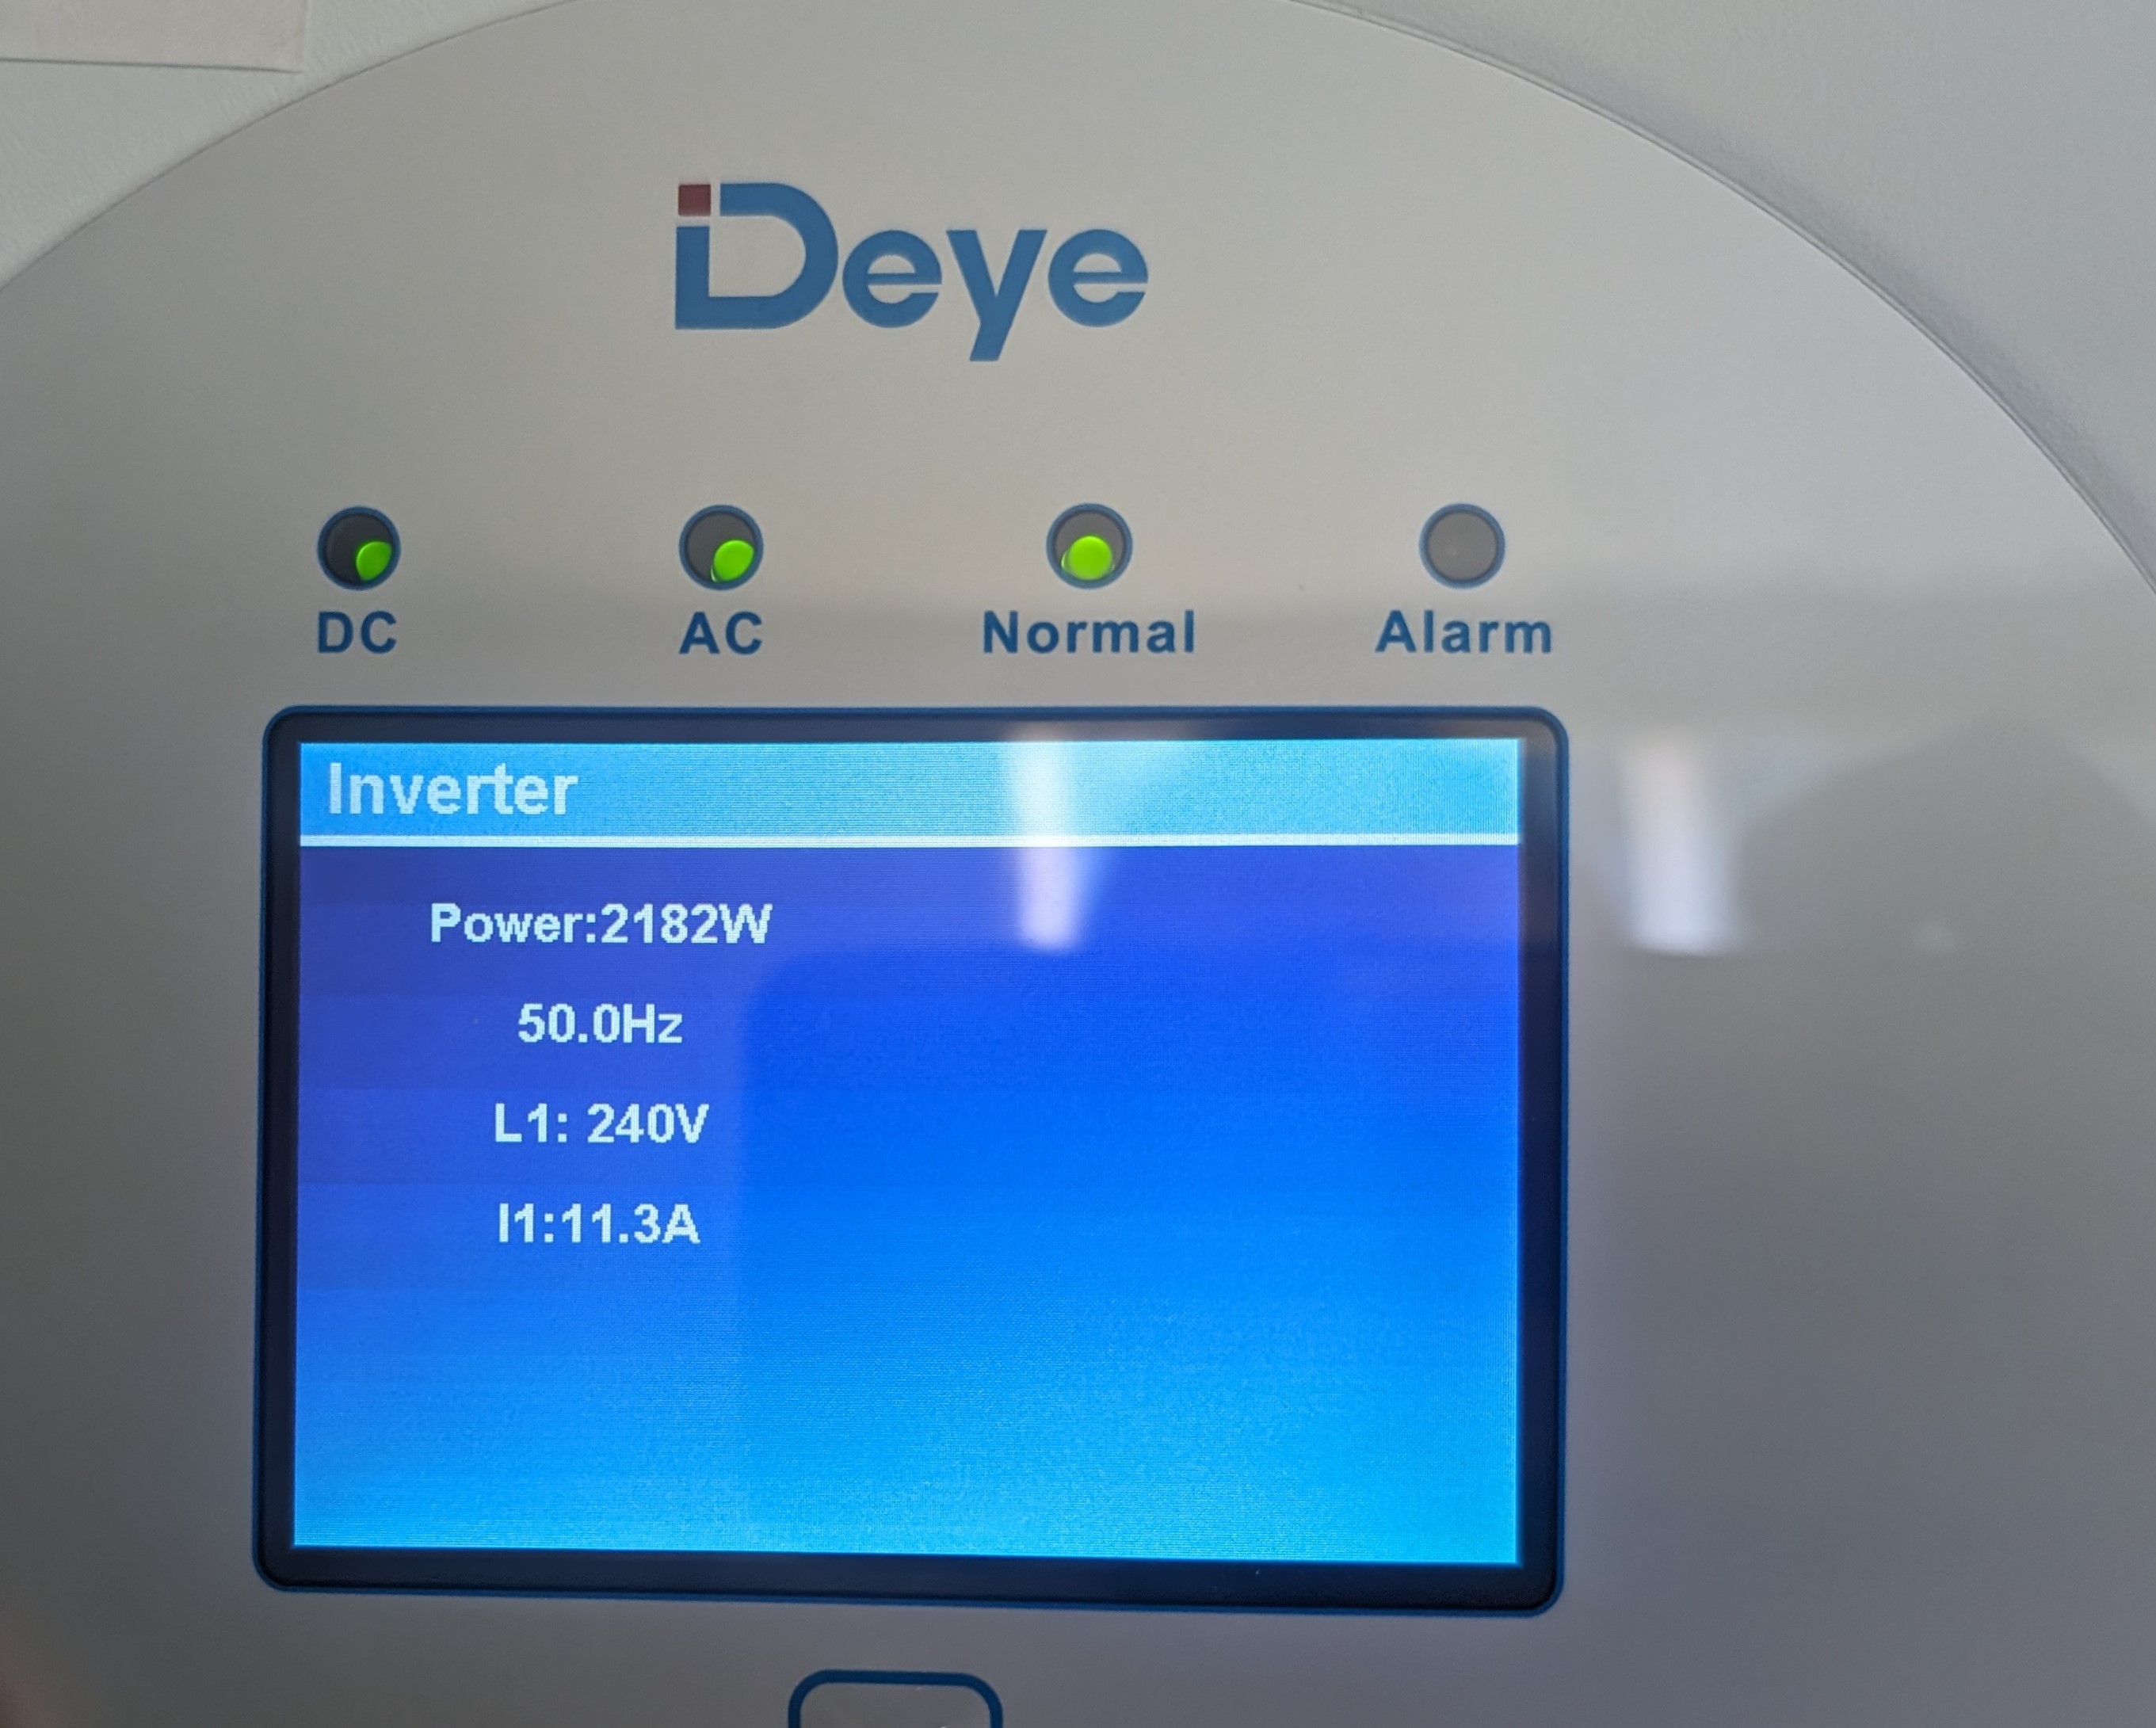 Deye
DC AC Normal Alarm
Inverter
Power:2182W
50.0Hz
L1: 240V
I1:11.3A